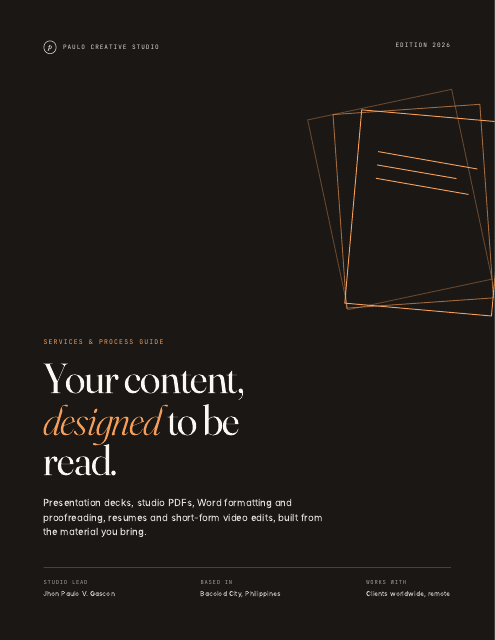 p PAULO CREATIVE STUDIO
EDITION 2026
SERVICES & PROCESS GUIDE
Your content,
designed to be
read.
Presentation decks, studio PDFs, Word formatting and
proofreading, resumes and short-form video edits, built from
the material you bring.
STUDIO LEAD
Jhon Paulo V. Gascon
BASED IN
Bacolod City, Philippines
WORKS WITH
Clients worldwide, remote